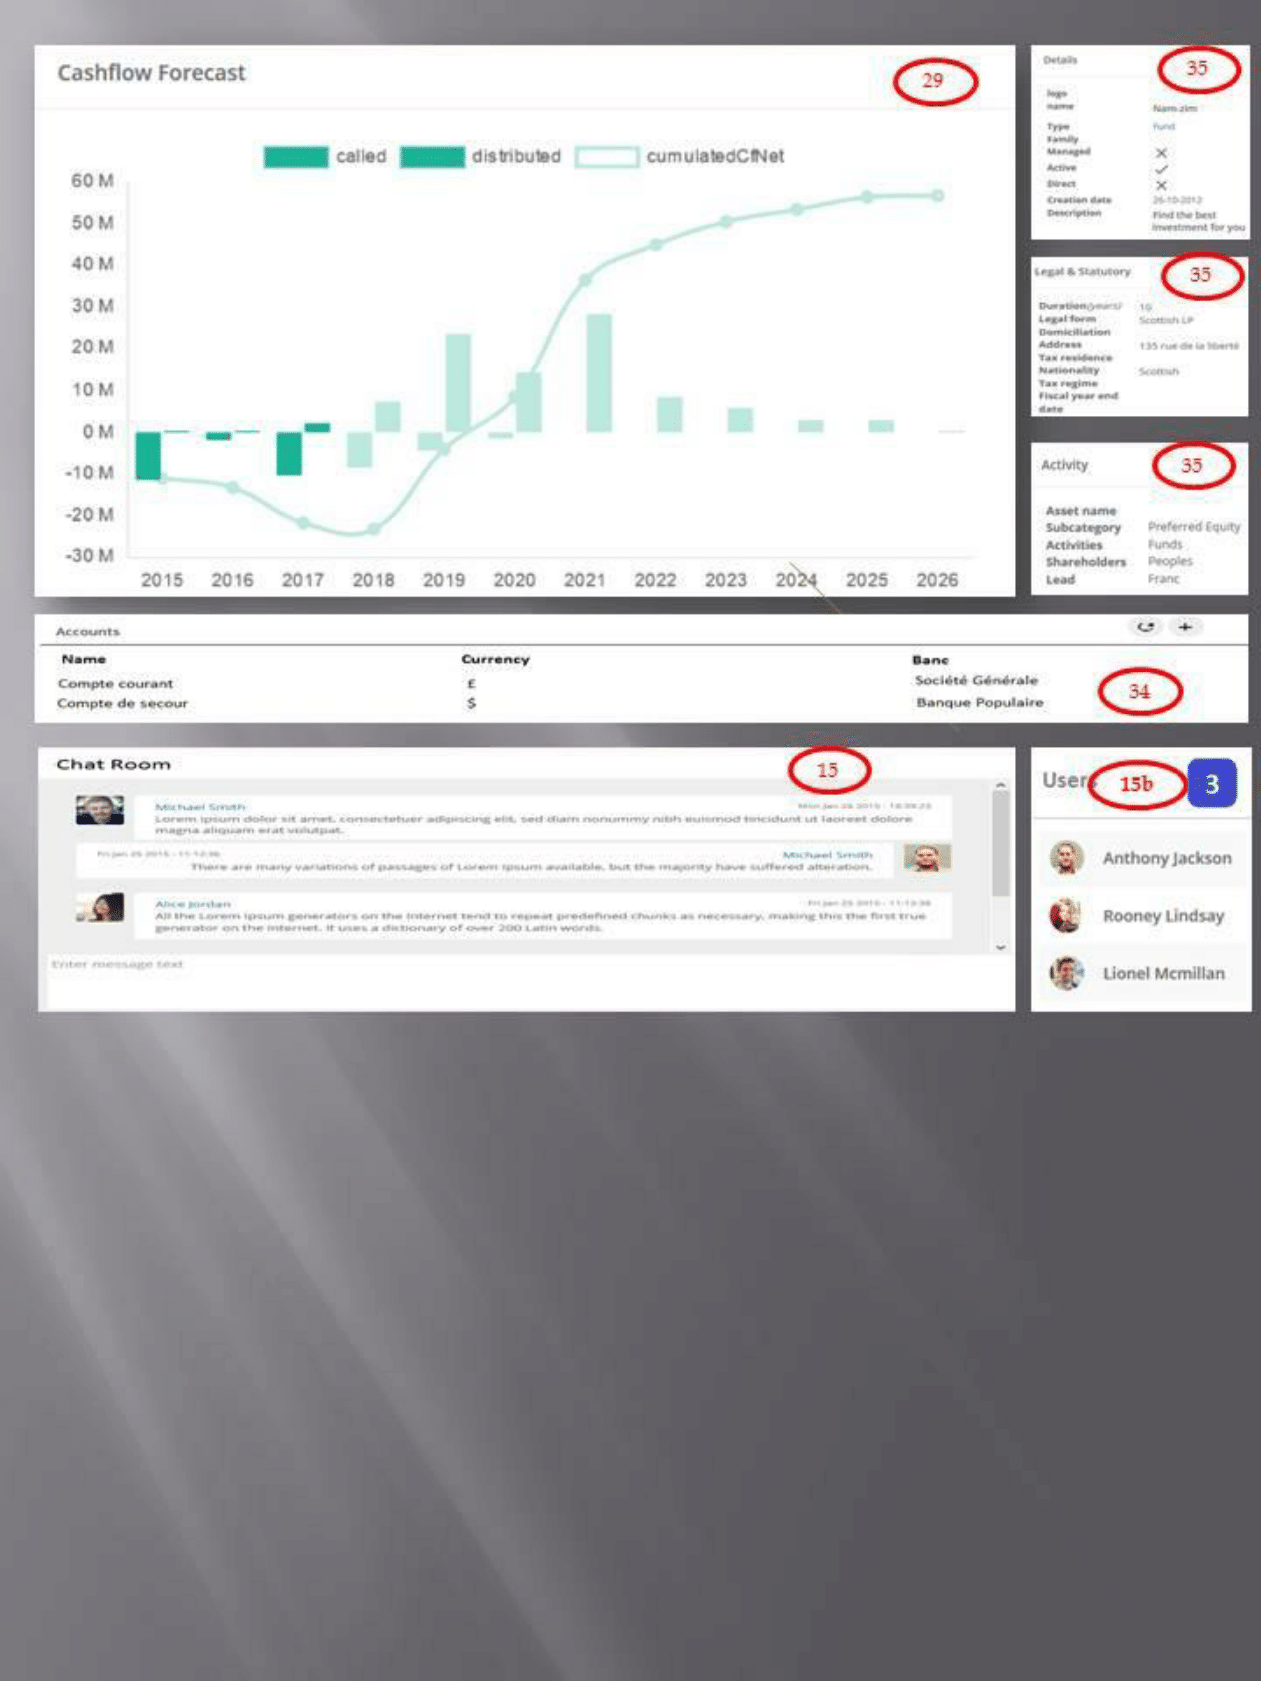 Cashflow Forecast
29
called distributed cumulatedCfNet
60 M
50 M
40 M
30 M
20 M
10 M
0 M
-10 M
-20 M
-30 M
2015 2016 2017 2018 2019 2020 2021 2022 2023 2024 2025 2026
Details
35
logo
name Nam-zim
Type Fund
Family
Managed
Active
Direct
Creation date 26-10-2012
Description Find the best
investment for you
Legal & Statutory
35
Duration(years) 10
Legal form Scottish LP
Domiciliation
Address 135 rue de la liberté
Tax residence
Nationality Scottish
Tax regime
Fiscal year end
date
Activity
35
Asset name
Subcategory Preferred Equity
Activities Funds
Shareholders Peoples
Lead Franc
Accounts
Name Currency Banc
Compte courant £ Société Générale
Compte de secour $ Banque Populaire
34
Chat Room
15
Michael Smith Mon Jan 26 2015 - 18:39:23
Lorem ipsum dolor sit amet, consectetuer adipiscing elit, sed diam nonummy nibh euismod tincidunt ut laoreet dolore
magna aliquam erat volutpat.
Fri Jan 25 2015 - 11:12:36 Michael Smith
There are many variations of passages of Lorem Ipsum available, but the majority have suffered alteration.
Alice Jordan Fri Jan 25 2015 - 11:13:36
All the Lorem Ipsum generators on the Internet tend to repeat predefined chunks as necessary, making this the first true
generator on the Internet. It uses a dictionary of over 200 Latin words.
Enter message text
Users
15b
3
Anthony Jackson
Rooney Lindsay
Lionel Mcmillan